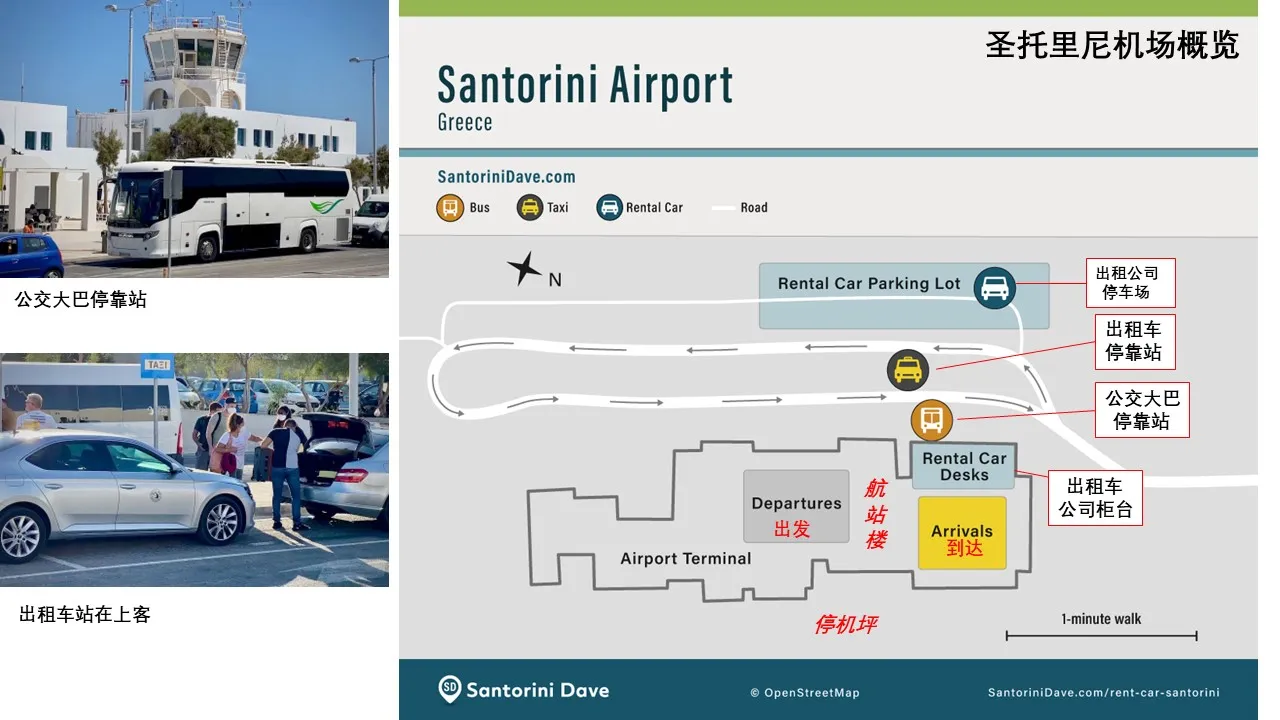 公交大巴停靠站
TAXI
出租车站在上客
圣托里尼机场概览
Santorini Airport
Greece
SantoriniDave.com
Bus
Taxi
Rental Car
Road
N
Rental Car Parking Lot
出租公司
停车场
出租车
停靠站
公交大巴
停靠站
Rental Car
Desks
出租车
公司柜台
Departures
出发
航
站
楼
Arrivals
到达
Airport Terminal
停机坪
1-minute walk
SD
Santorini Dave
© OpenStreetMap
SantoriniDave.com/rent-car-santorini